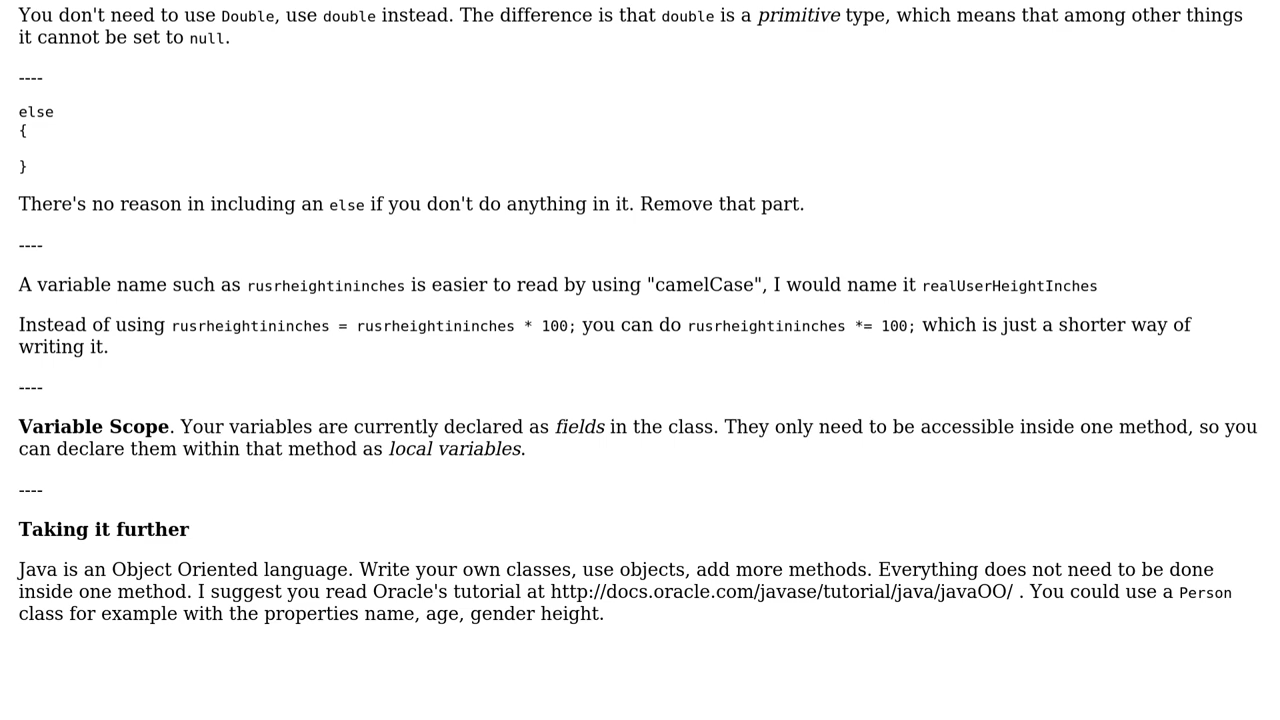 You don't need to use Double, use double instead. The difference is that double is a primitive type, which means that among other things
it cannot be set to null.
----
else
{
}
There's no reason in including an else if you don't do anything in it. Remove that part.
----
A variable name such as rusrheightininches is easier to read by using "camelCase", I would name it realUserHeightInches
Instead of using rusrheightininches = rusrheightininches * 100; you can do rusrheightininches *= 100; which is just a shorter way of
writing it.
----
Variable Scope. Your variables are currently declared as fields in the class. They only need to be accessible inside one method, so you
can declare them within that method as local variables.
----
Taking it further
Java is an Object Oriented language. Write your own classes, use objects, add more methods. Everything does not need to be done
inside one method. I suggest you read Oracle's tutorial at http://docs.oracle.com/javase/tutorial/java/javaOO/ . You could use a Person
class for example with the properties name, age, gender height.